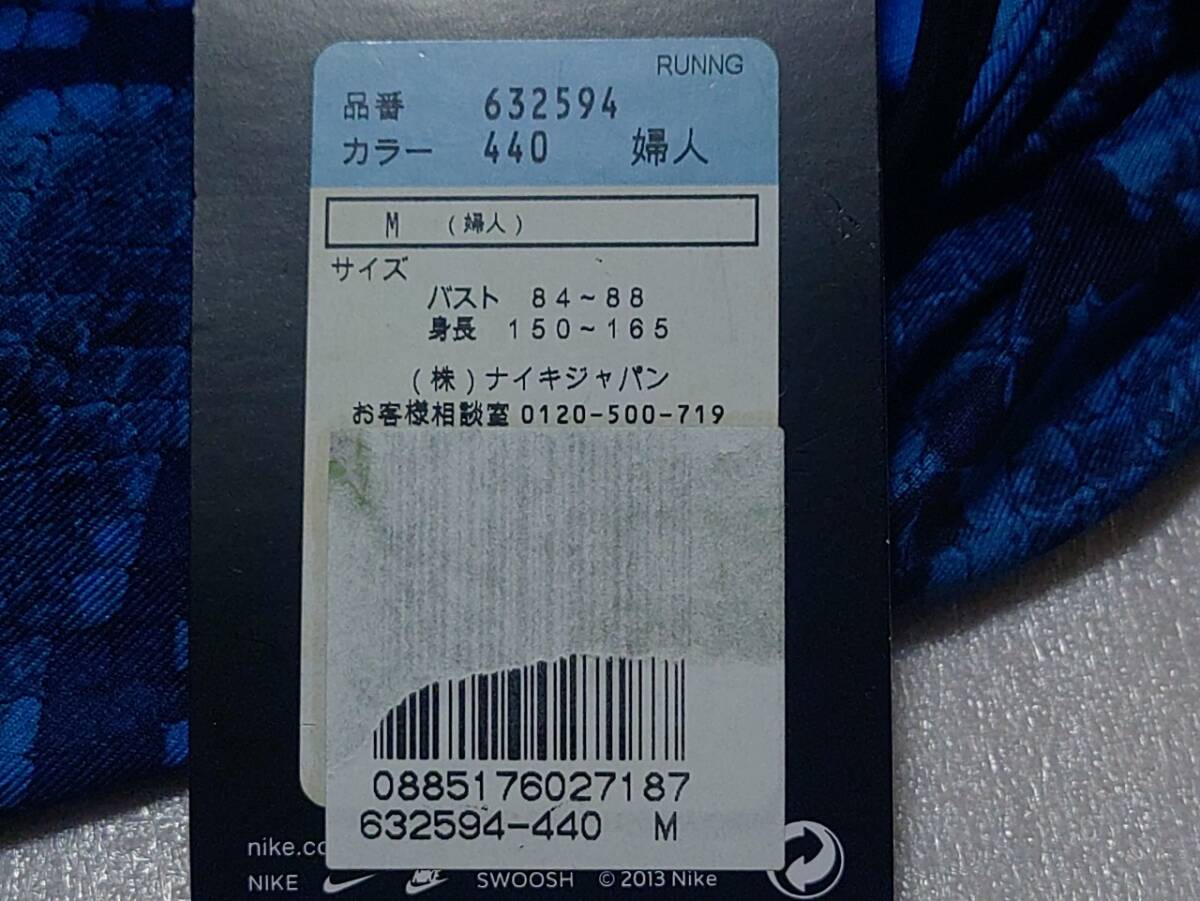 RUNNG
品番 632594
カラー 440 婦人
M (婦人)
サイズ
バスト 84~88
身長 150~165
(株)ナイキジャパン
お客様相談室 0120-500-719
0885176027187
632594-440 M
nike.co
NIKE NIKE SWOOSH © 2013 Nike